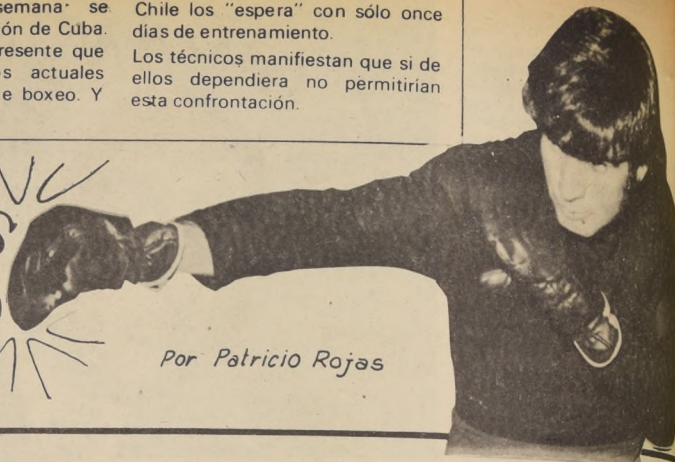 semana se
ón de Cuba.
resente que
s actuales
e boxeo. Y
Chile los "espera" con sólo once
días de entrenamiento.
Los técnicos manifiestan que si de
ellos dependiera no permitirían
esta confrontación.
Por Patricio Rojas